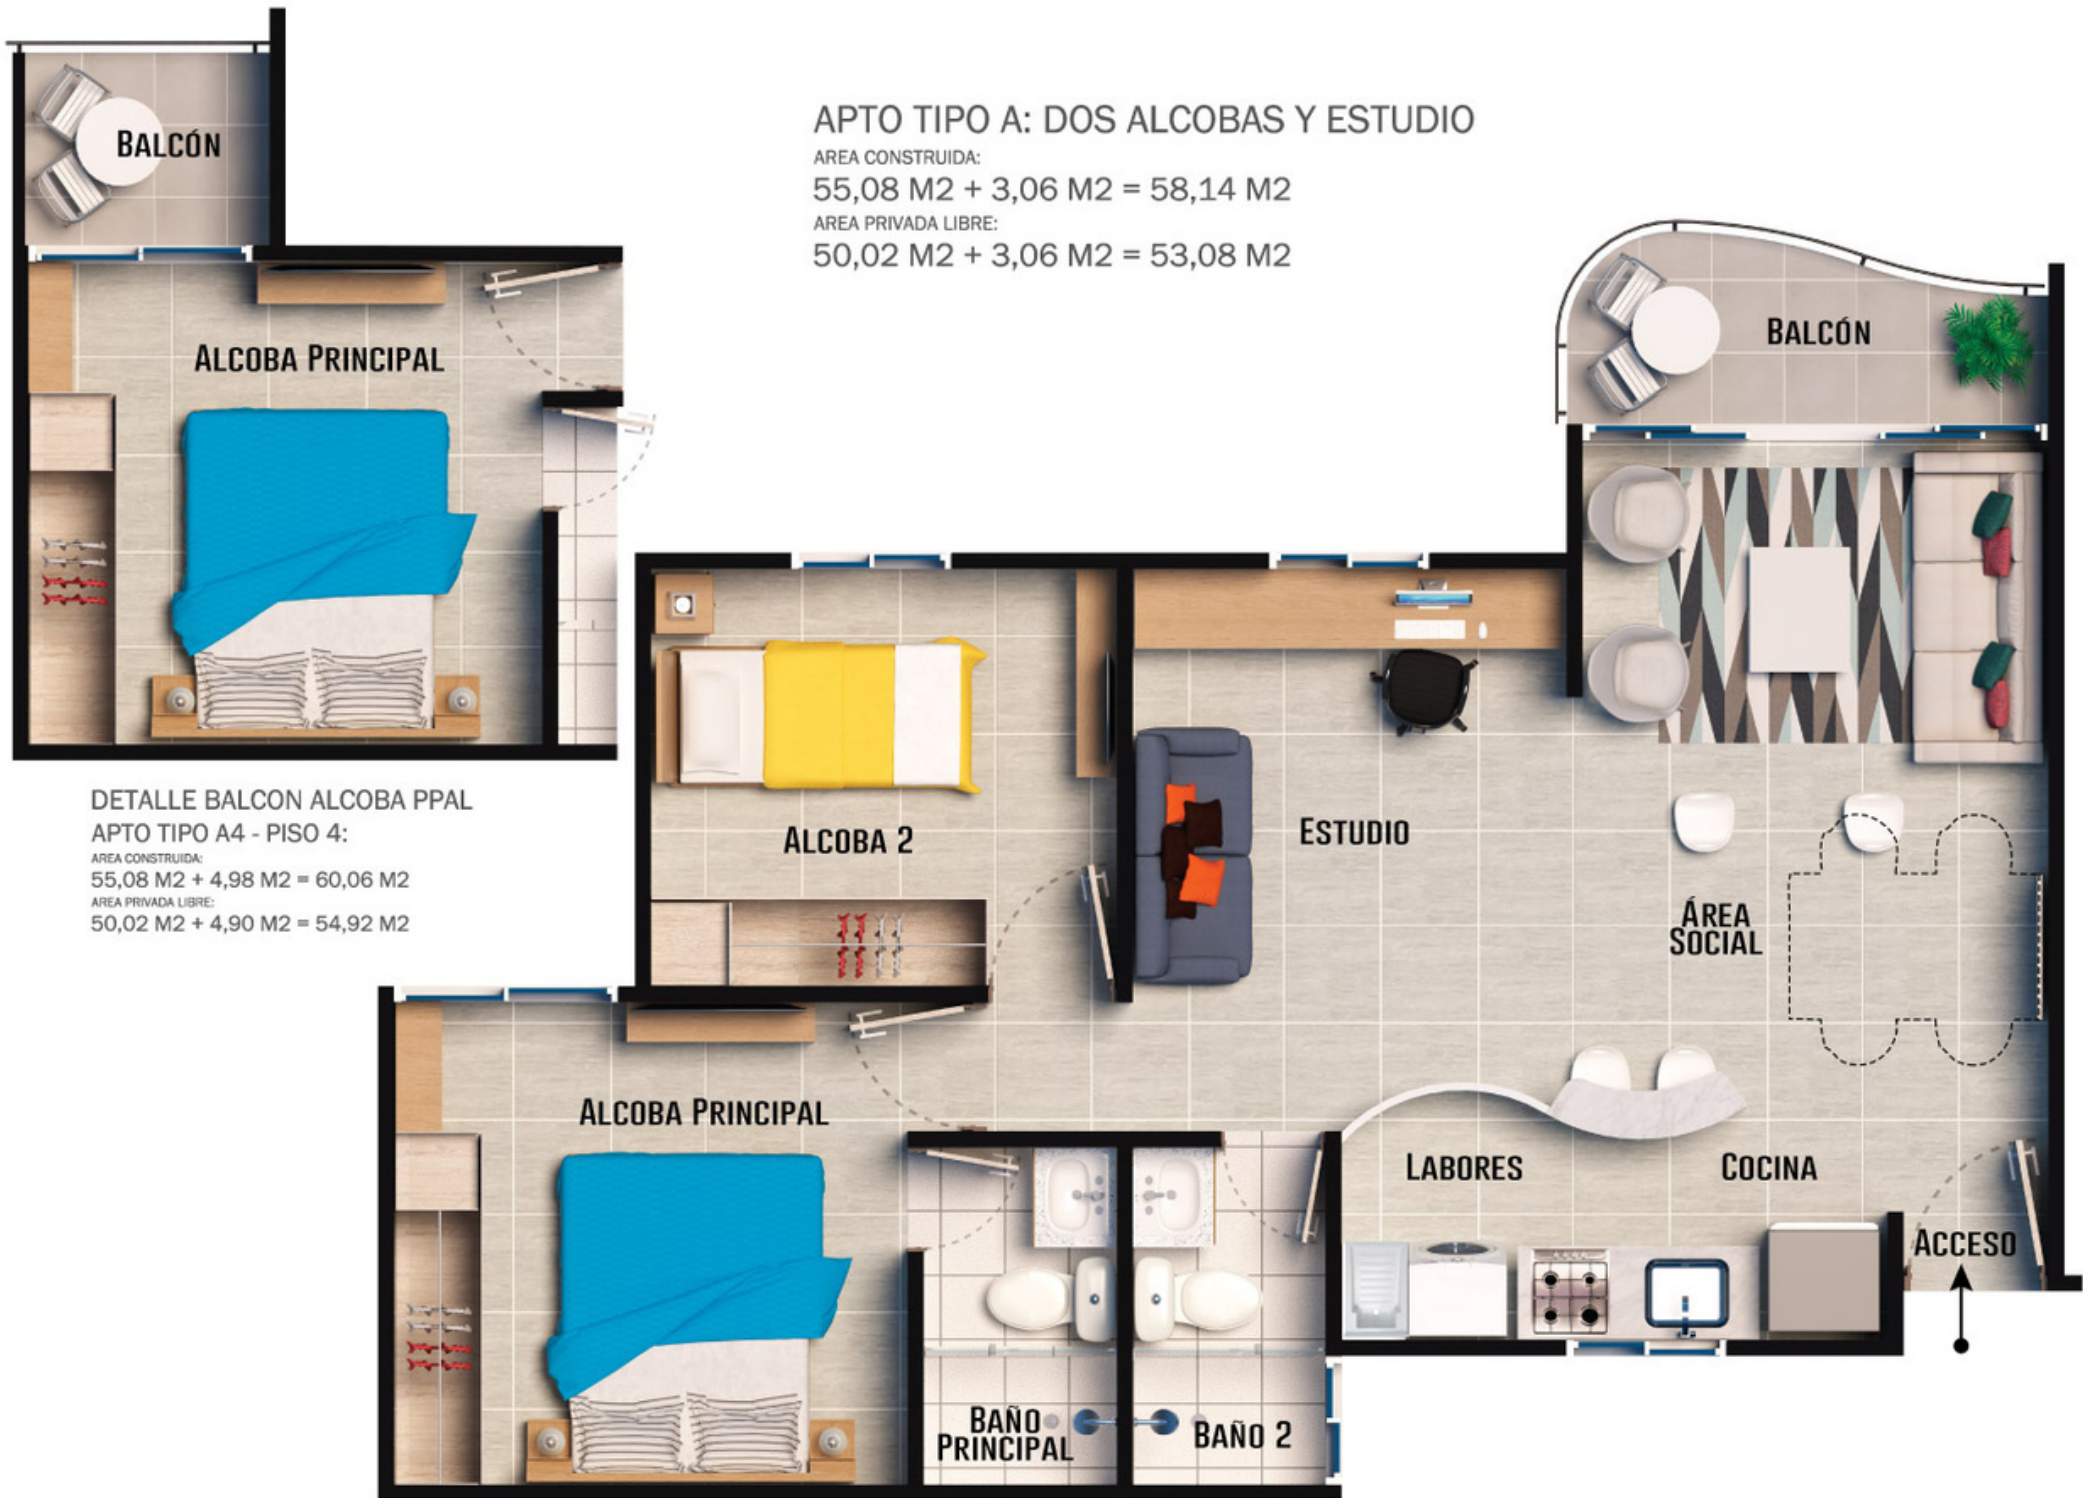 BALCÓN
ALCOBA PRINCIPAL
APTO TIPO A: DOS ALCOBAS Y ESTUDIO
AREA CONSTRUIDA:
55,08 M2 + 3,06 M2 = 58,14 M2
AREA PRIVADA LIBRE:
50,02 M2 + 3,06 M2 = 53,08 M2
BALCÓN
DETALLE BALCON ALCOBA PPAL
APTO TIPO A4 - PISO 4:
AREA CONSTRUIDA:
55,08 M2 + 4,98 M2 = 60,06 M2
AREA PRIVADA LIBRE:
50,02 M2 + 4,90 M2 = 54,92 M2
ALCOBA 2
ESTUDIO
ÁREA
SOCIAL
ALCOBA PRINCIPAL
LABORES
COCINA
ACCESO
BAÑO
PRINCIPAL
BAÑO 2